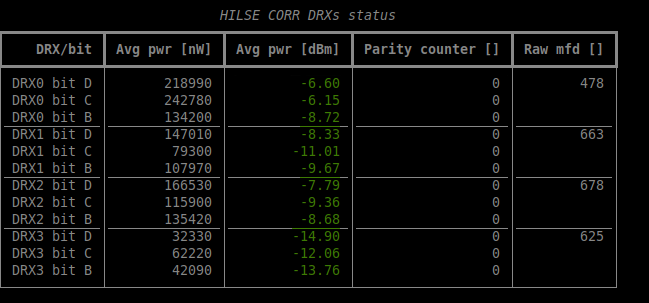 HILSE CORR DRXs status
DRX/bit Avg pwr [nW] Avg pwr [dBm] Parity counter [] Raw mfd []
DRX0 bit D 218990 -6.60 0 478
DRX0 bit C 242780 -6.15 0
DRX0 bit B 134200 -8.72 0
DRX1 bit D 147010 -8.33 0 663
DRX1 bit C 79300 -11.01 0
DRX1 bit B 107970 -9.67 0
DRX2 bit D 166530 -7.79 0 678
DRX2 bit C 115900 -9.36 0
DRX2 bit B 135420 -8.68 0
DRX3 bit D 32330 -14.90 0 625
DRX3 bit C 62220 -12.06 0
DRX3 bit B 42090 -13.76 0